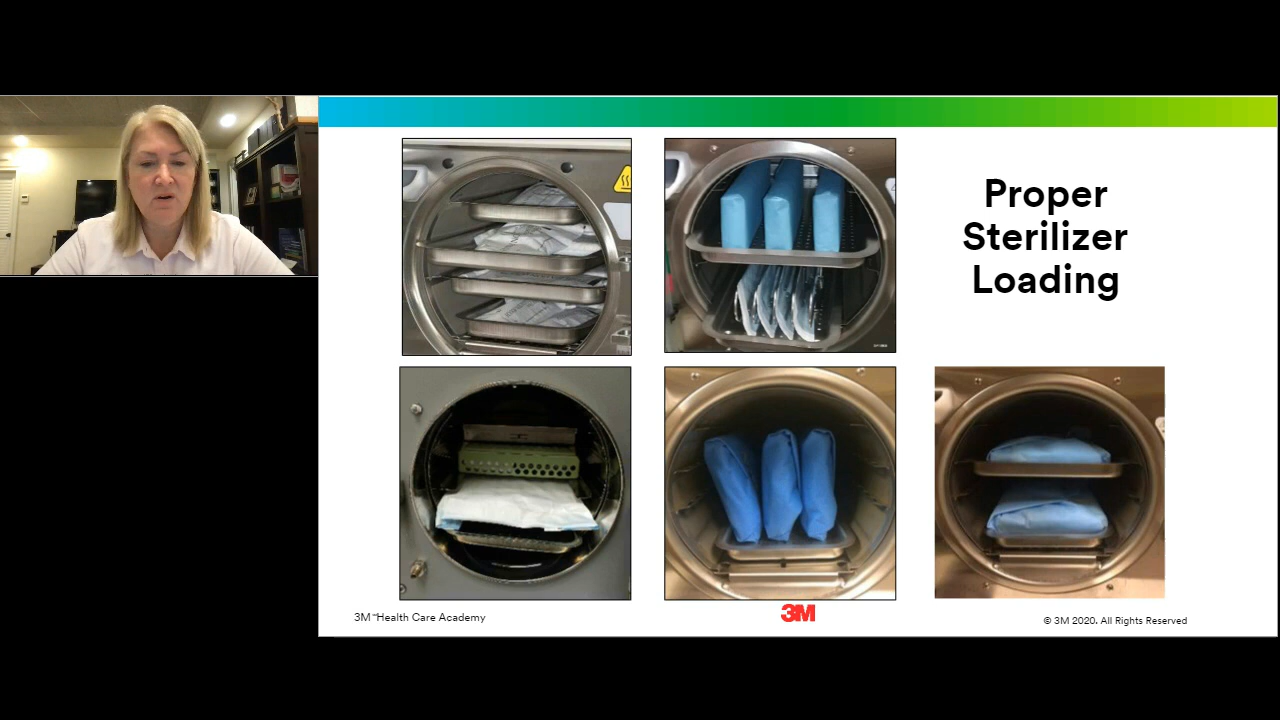 Proper
Sterilizer
Loading
3M™Health Care Academy
3M
© 3M 2020. All Rights Reserved